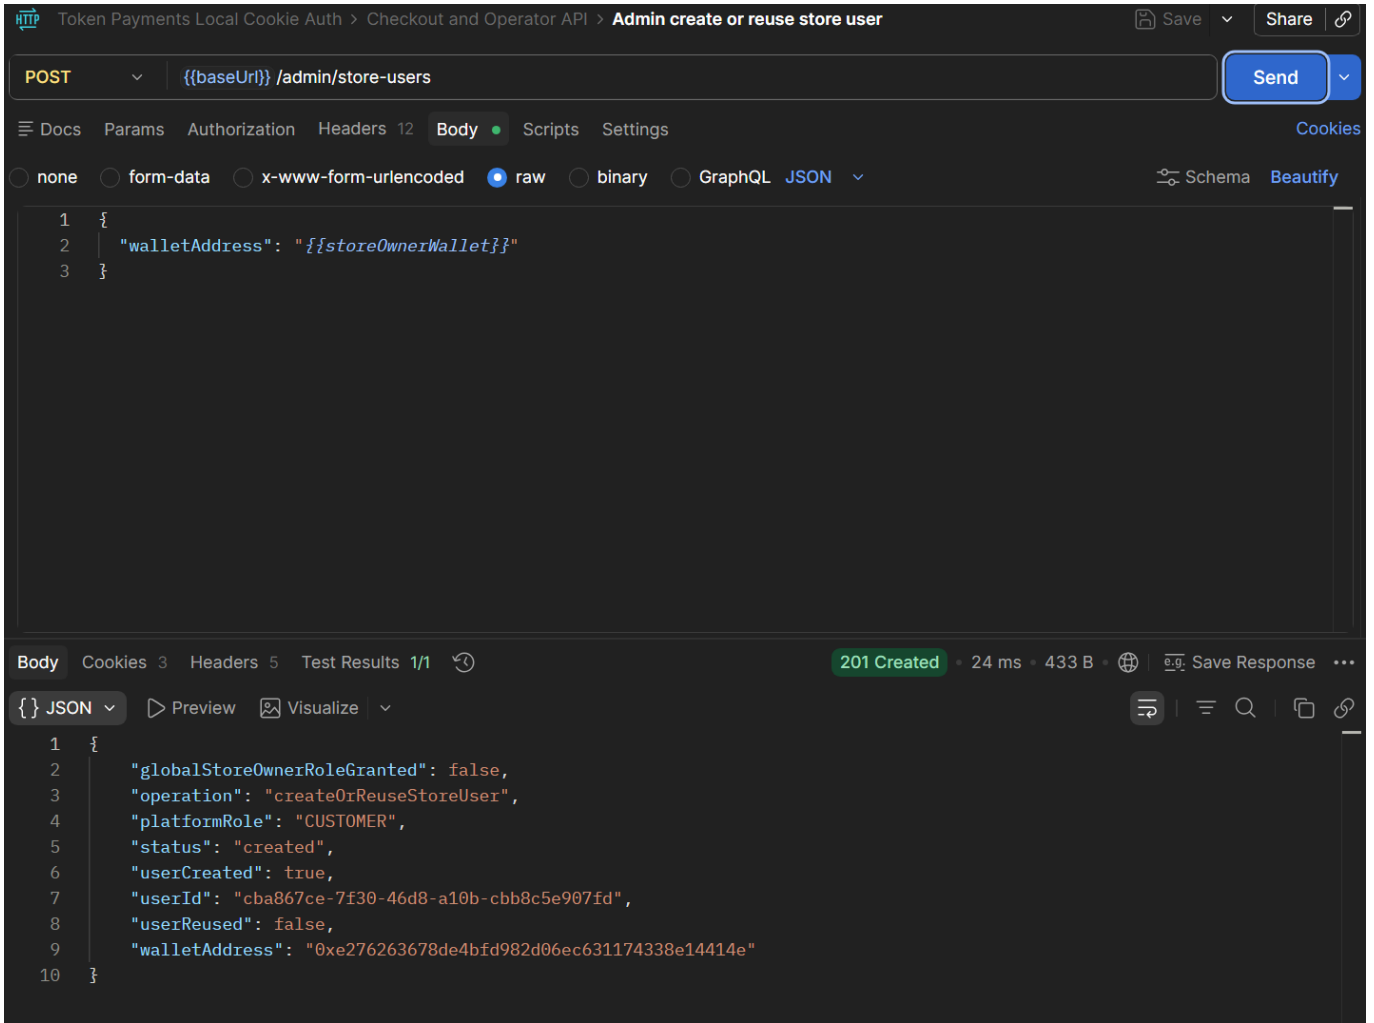 HTTP Token Payments Local Cookie Auth > Checkout and Operator API > Admin create or reuse store user Save Share
POST {{baseUrl}} /admin/store-users Send
Docs Params Authorization Headers 12 Body Scripts Settings Cookies
none form-data x-www-form-urlencoded raw binary GraphQL JSON Schema Beautify
1 {
2 "walletAddress": "{{storeOwnerWallet}}"
3 }
Body Cookies 3 Headers 5 Test Results 1/1 201 Created 24 ms 433 B e.g. Save Response
{} JSON Preview Visualize
1 {
2 "globalStoreOwnerRoleGranted": false,
3 "operation": "createOrReuseStoreUser",
4 "platformRole": "CUSTOMER",
5 "status": "created",
6 "userCreated": true,
7 "userId": "cba867ce-7f30-46d8-a10b-cbb8c5e907fd",
8 "userReused": false,
9 "walletAddress": "0xe276263678de4bfd982d06ec631174338e14414e"
10 }